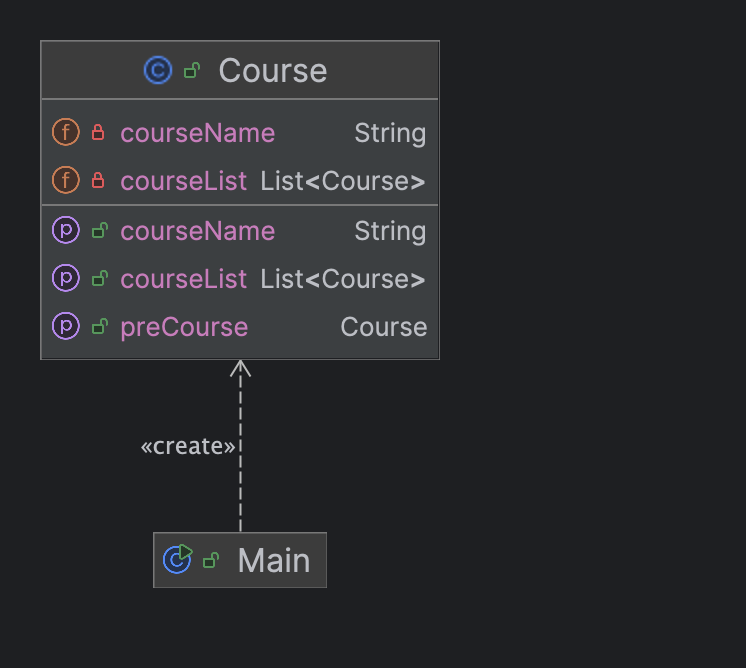 Course
courseName String
courseList List<Course>
courseName String
courseList List<Course>
preCourse Course
«create»
Main